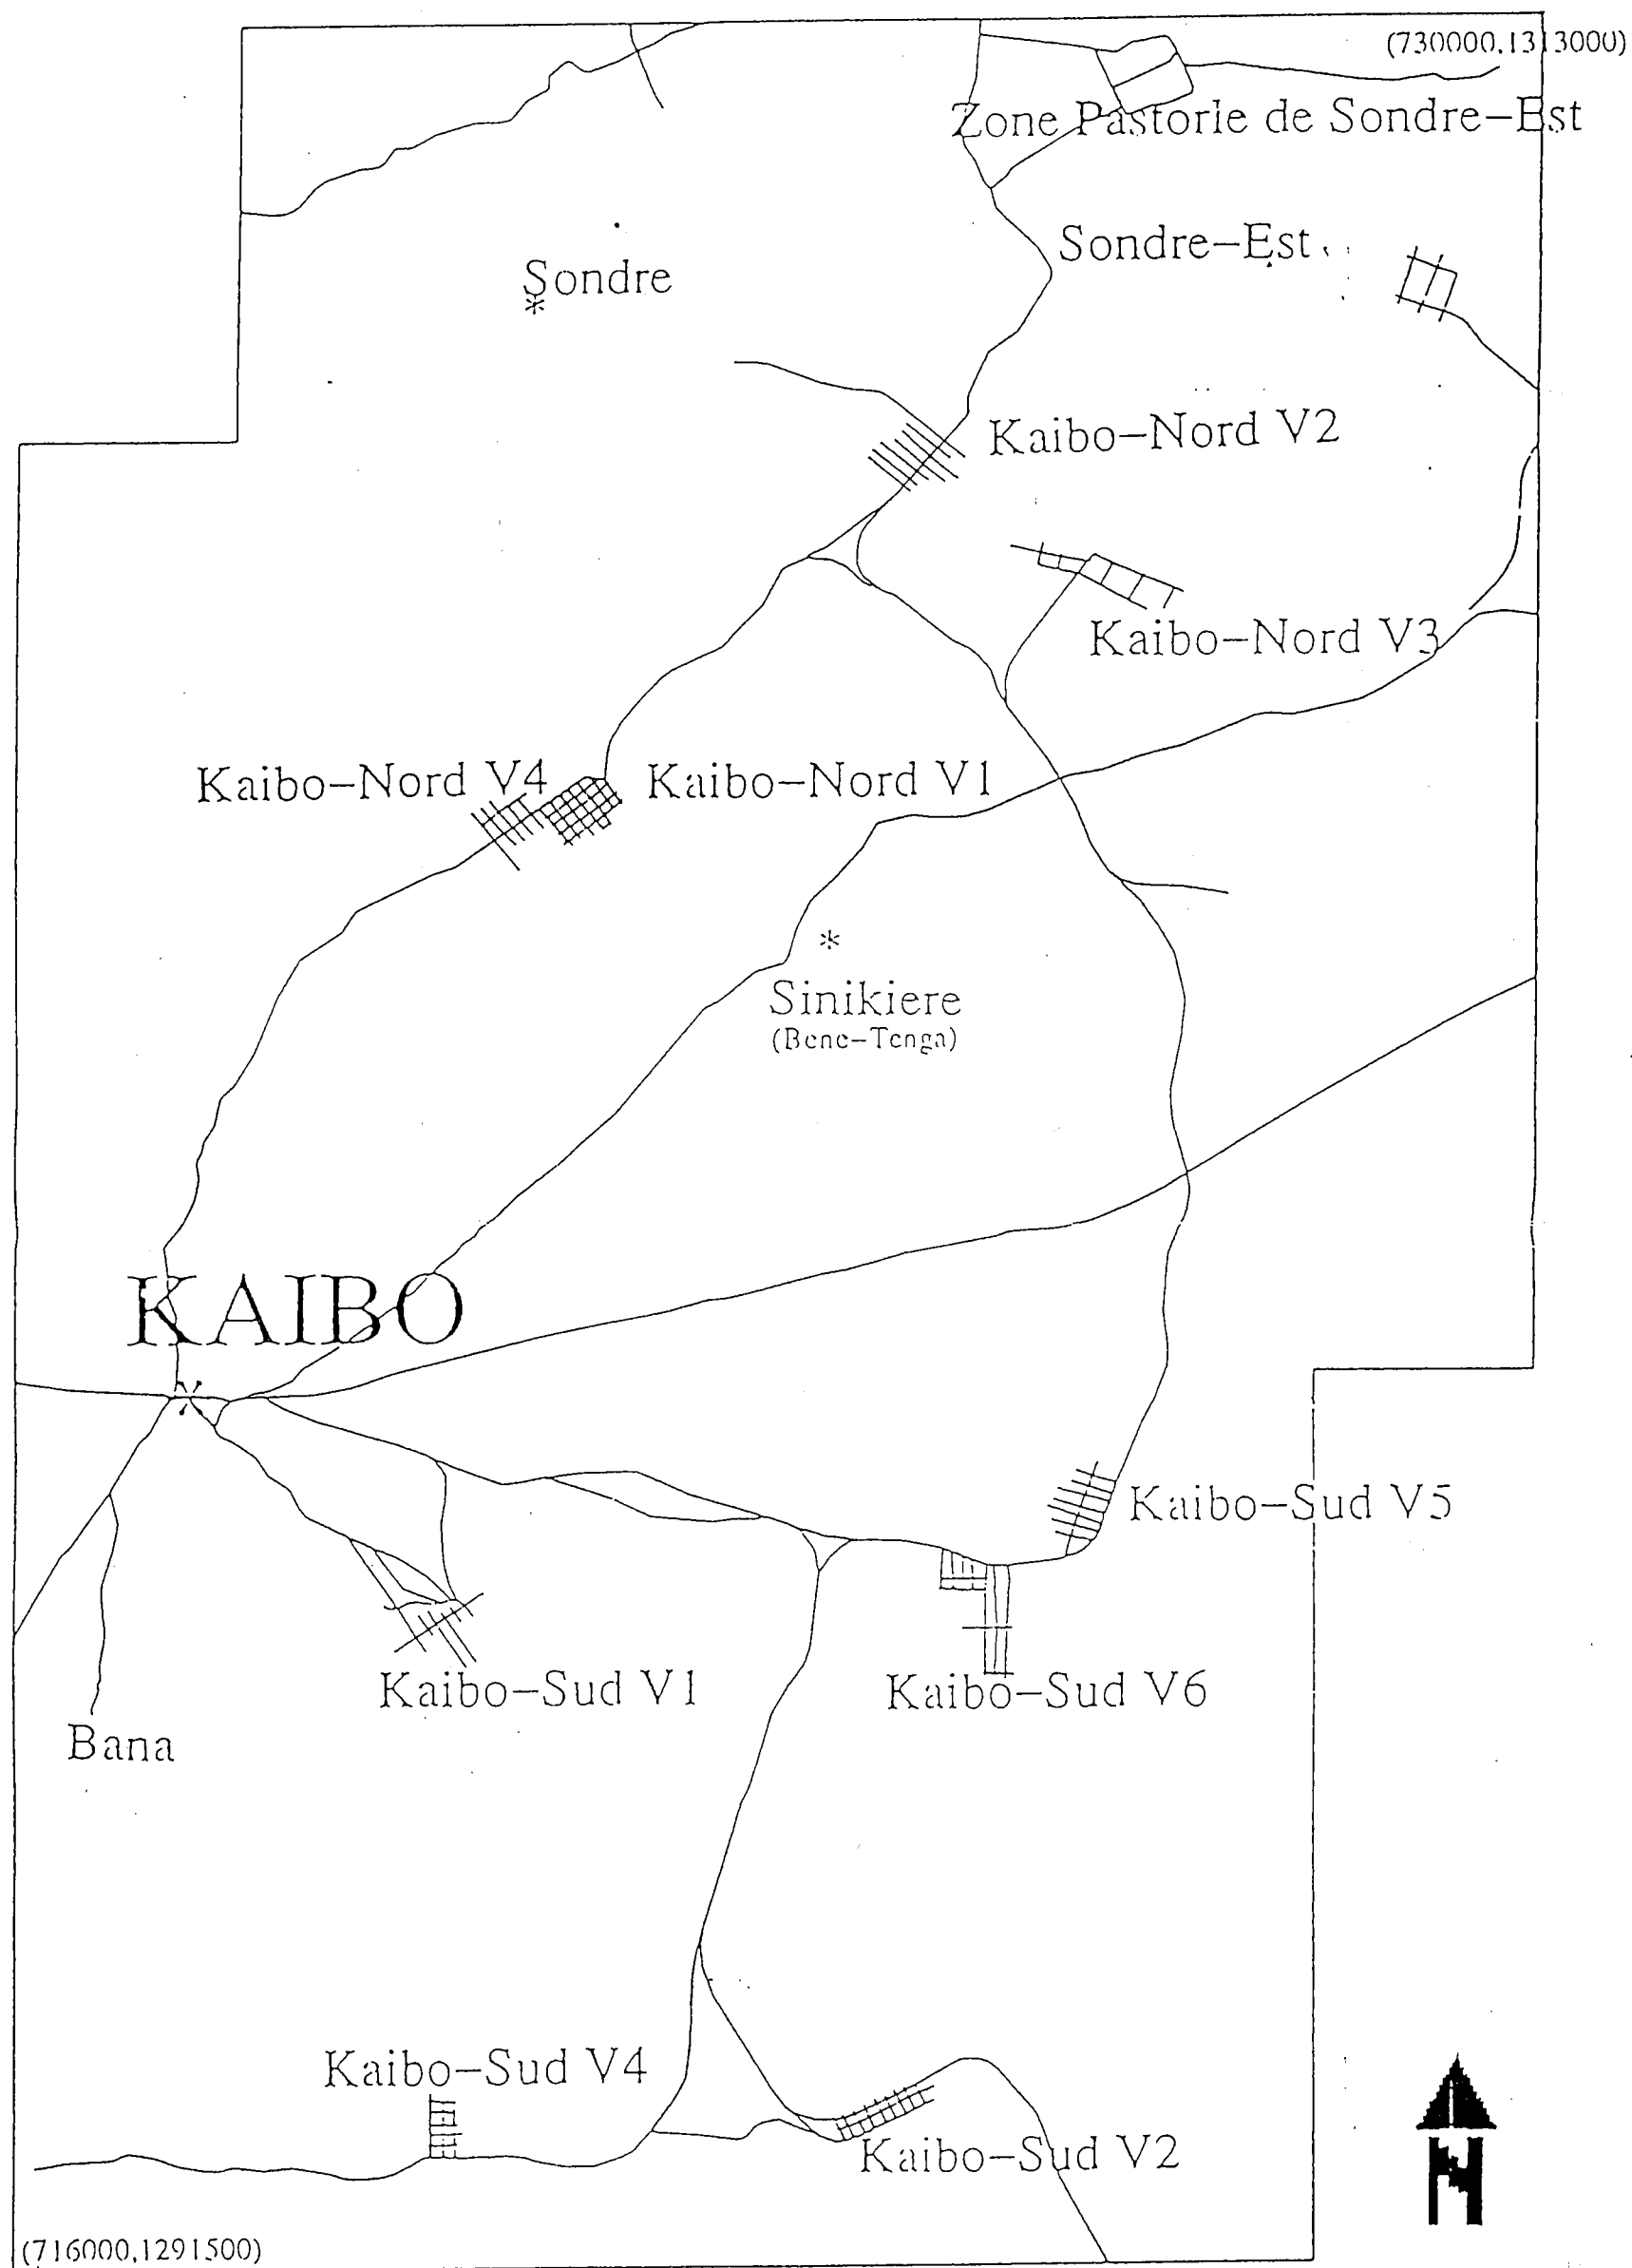 (730000,1313000)
Zone Pastorle de Sondre-Est
Sondre-Est
Sondre
Kaibo-Nord V2
Kaibo-Nord V3
Kaibo-Nord V4
Kaibo-Nord V1
Sinikiere
(Bene-Tenga)
KAIBO
Kaibo-Sud V5
Kaibo-Sud V1
Kaibo-Sud V6
Bana
Kaibo-Sud V4
Kaibo-Sud V2
N
(716000,1291500)